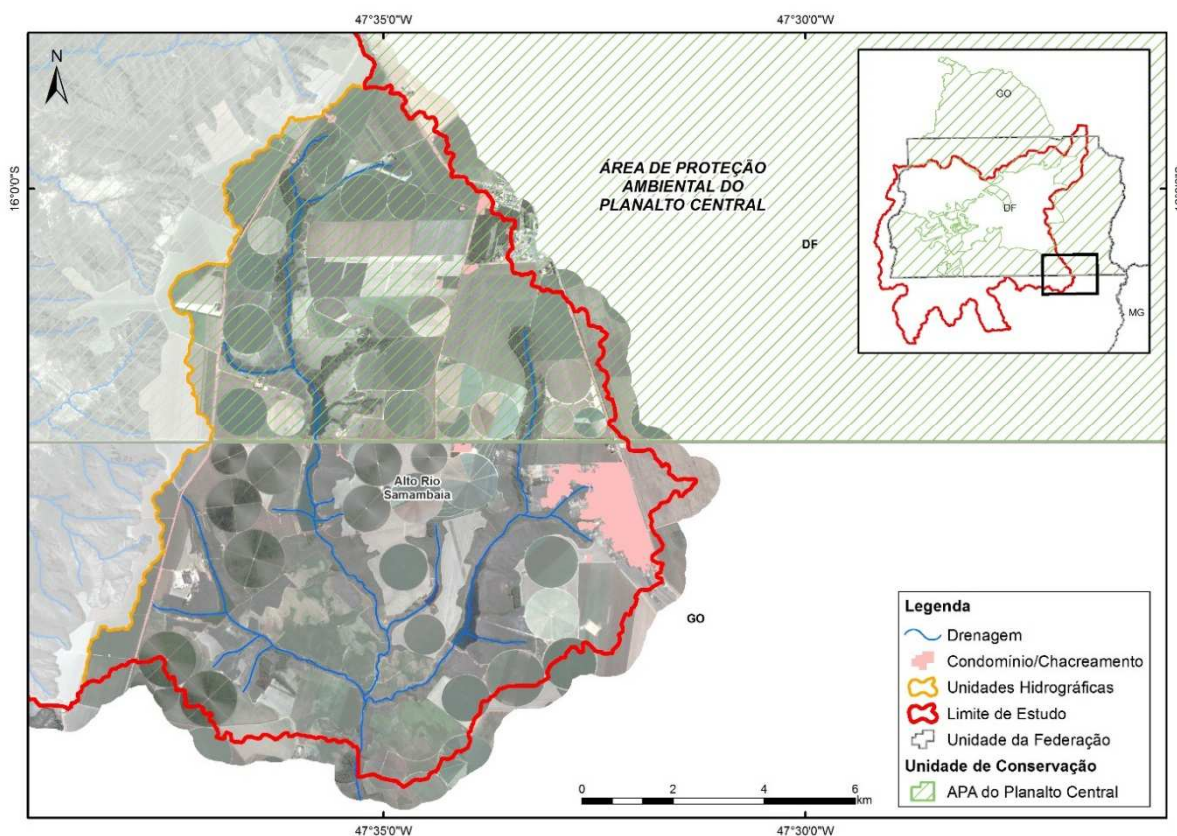 47°35'0"W
47°30'0"W
N
16°0'0"S
ÁREA DE PROTEÇÃO
AMBIENTAL DO
PLANALTO CENTRAL
DF
GO
DF
MG
Alto Rio
Samambaia
GO
Legenda
Drenagem
Condomínio/Chacreamento
Unidades Hidrográficas
Limite de Estudo
Unidade da Federação
Unidade de Conservação
APA do Planalto Central
0 2 4 6
km
47°35'0"W
47°30'0"W